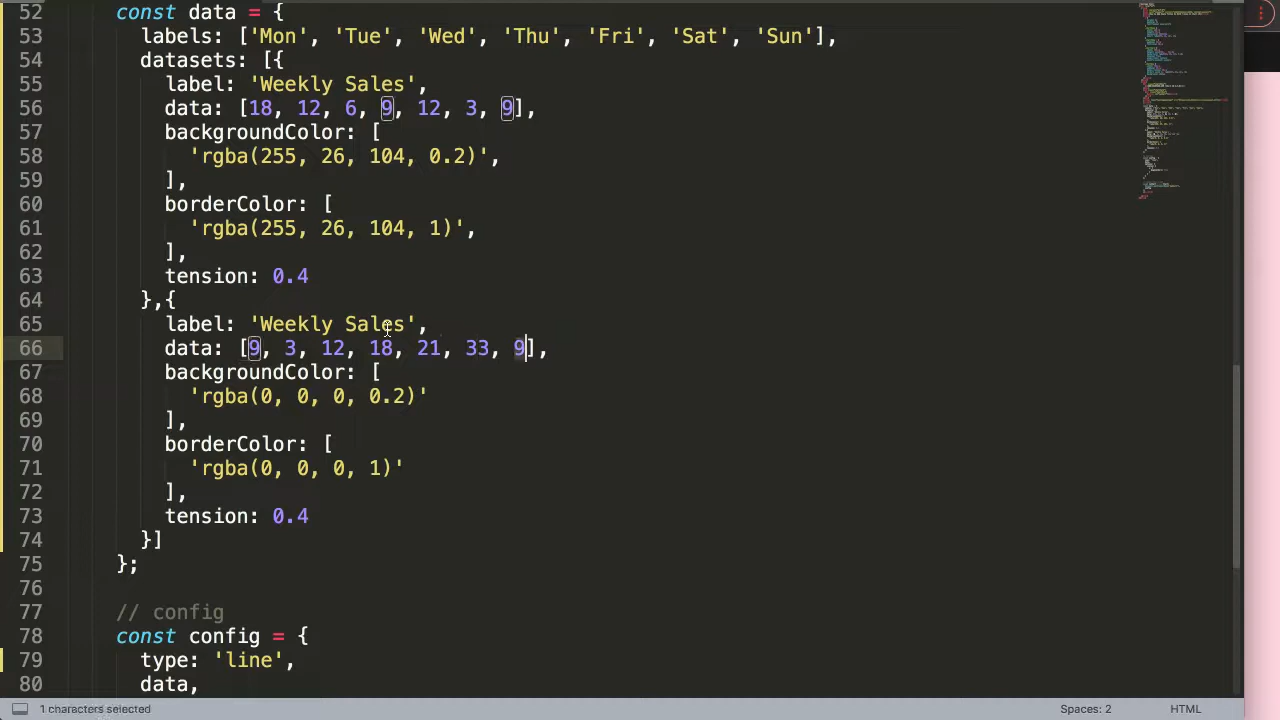 52 const data = {
53 labels: ['Mon', 'Tue', 'Wed', 'Thu', 'Fri', 'Sat', 'Sun'],
54 datasets: [{
55 label: 'Weekly Sales',
56 data: [18, 12, 6, 9, 12, 3, 9],
57 backgroundColor: [
58 'rgba(255, 26, 104, 0.2)',
59 ],
60 borderColor: [
61 'rgba(255, 26, 104, 1)',
62 ],
63 tension: 0.4
64 },{
65 label: 'Weekly Sales',
66 data: [9, 3, 12, 18, 21, 33, 9],
67 backgroundColor: [
68 'rgba(0, 0, 0, 0.2)'
69 ],
70 borderColor: [
71 'rgba(0, 0, 0, 1)'
72 ],
73 tension: 0.4
74 }]
75 };
76
77 // config
78 const config = {
79 type: 'line',
80 data,
1 characters selected Spaces: 2 HTML